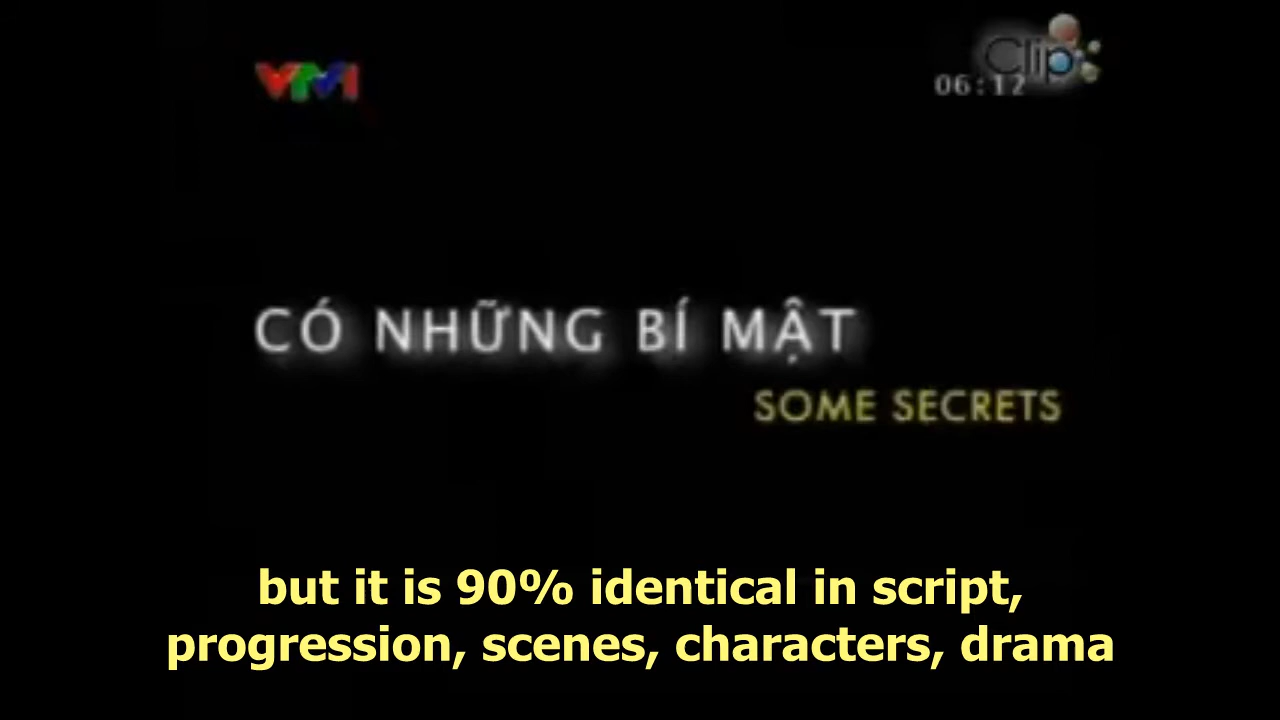 VTV1
Clip
06:12
CÓ NHỮNG BÍ MẬT
SOME SECRETS
but it is 90% identical in script,
progression, scenes, characters, drama